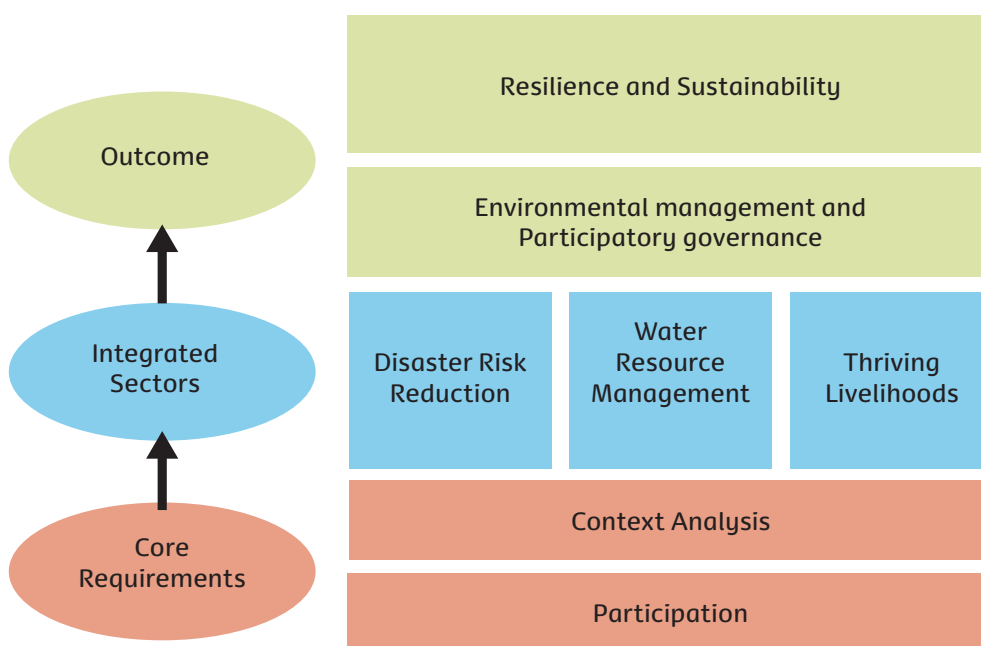 Outcome
Resilience and Sustainability
Environmental management and
Participatory governance
Integrated
Sectors
Disaster Risk
Reduction
Water
Resource
Management
Thriving
Livelihoods
Core
Requirements
Context Analysis
Participation